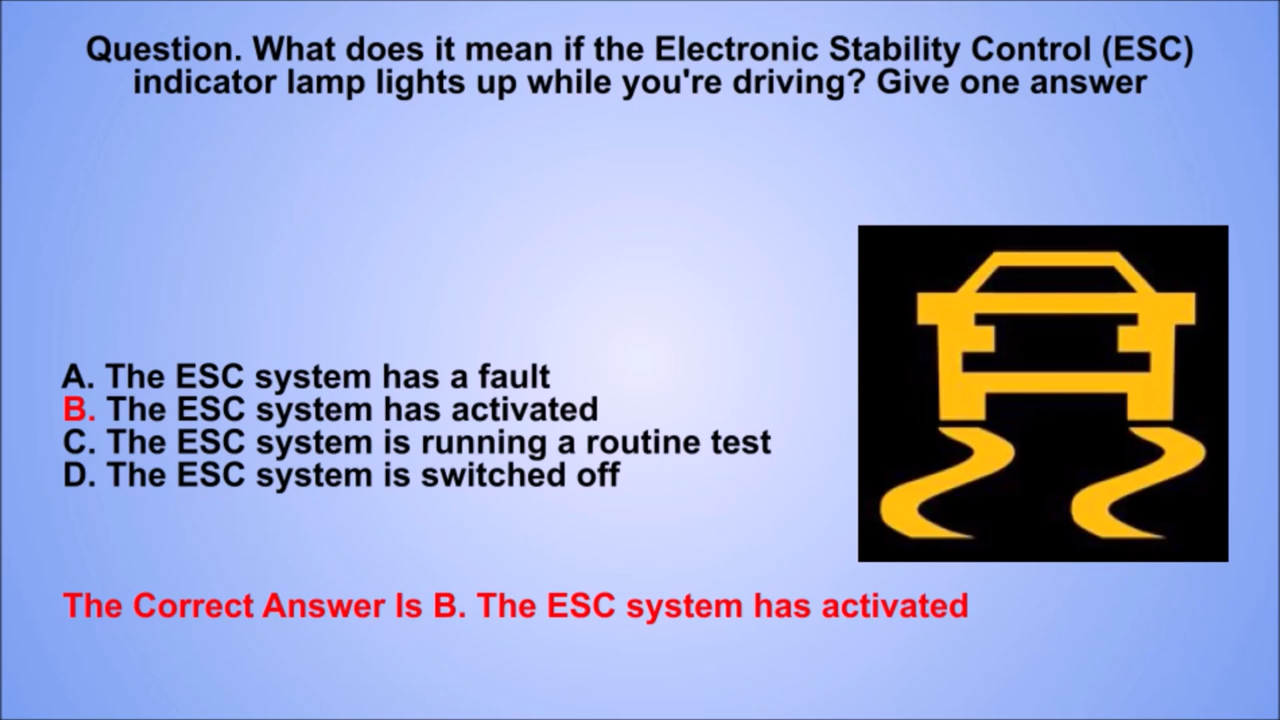 Question. What does it mean if the Electronic Stability Control (ESC)
indicator lamp lights up while you're driving? Give one answer
A. The ESC system has a fault
B. The ESC system has activated
C. The ESC system is running a routine test
D. The ESC system is switched off
The Correct Answer Is B. The ESC system has activated